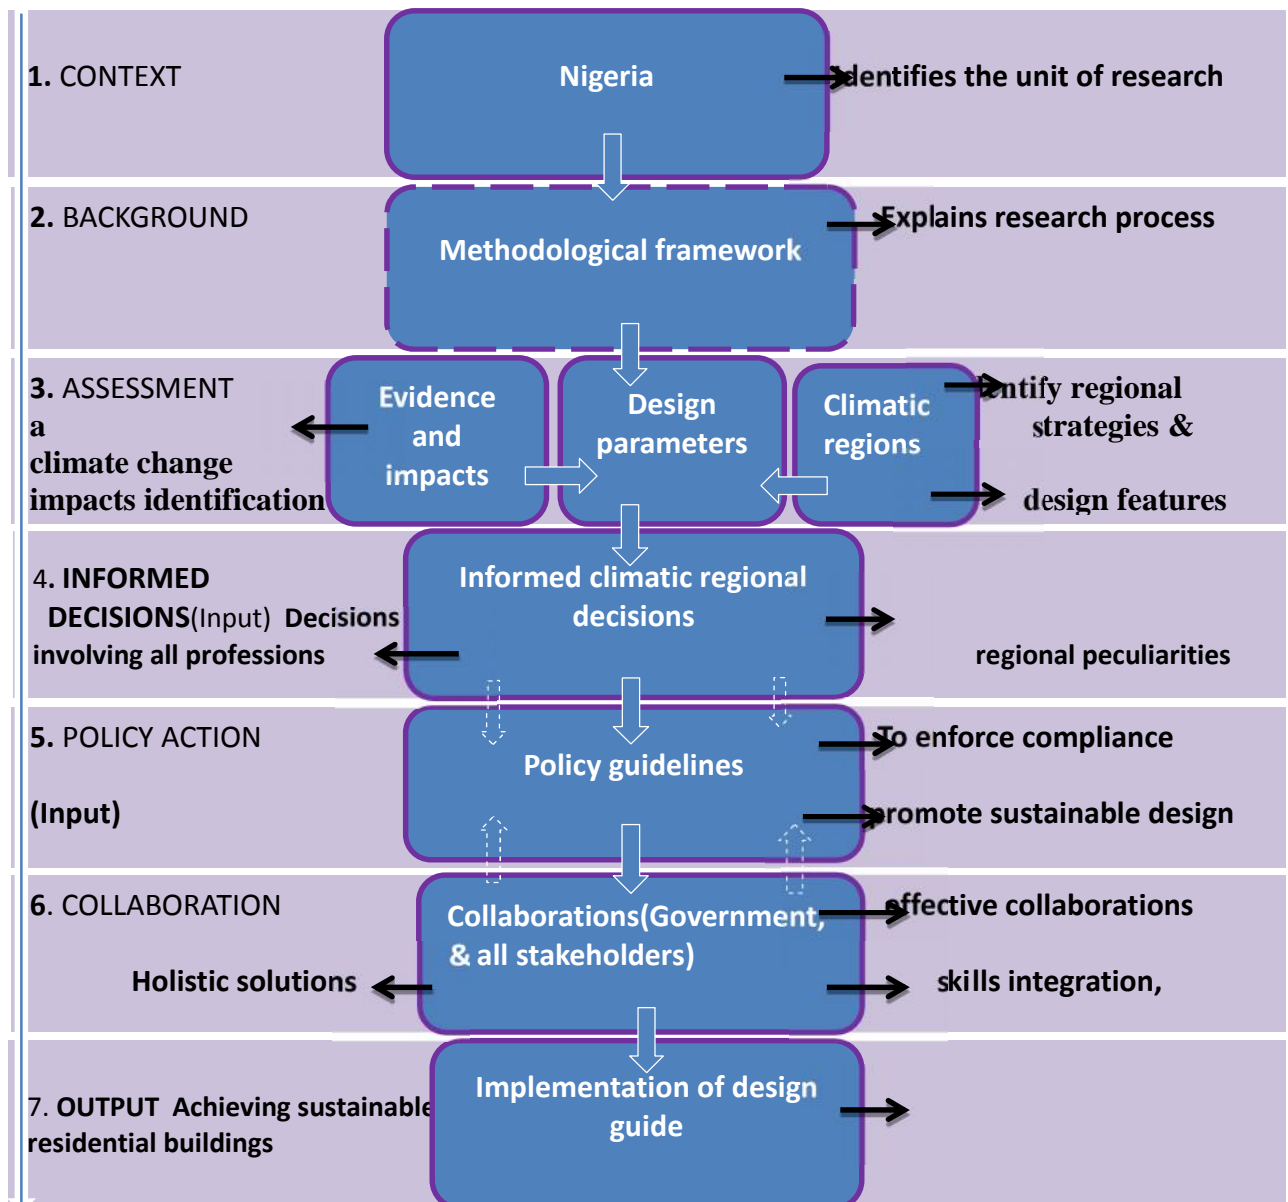 1. CONTEXT
Nigeria
Identifies the unit of research
2. BACKGROUND
Methodological framework
Explains research process
3. ASSESSMENT
a
climate change
impacts identification
Evidence
and
impacts
Design
parameters
Climatic
regions
lentify regional
strategies &
design features
4. INFORMED
DECISIONS(Input) Decisions
involving all professions
Informed climatic regional
decisions
regional peculiarities
5. POLICY ACTION
(Input)
Policy guidelines
To enforce compliance
promote sustainable design
6. COLLABORATION
Holistic solutions
Collaborations(Government,
& all stakeholders)
effective collaborations
skills integration,
7. OUTPUT Achieving sustainable
residential buildings
Implementation of design
guide